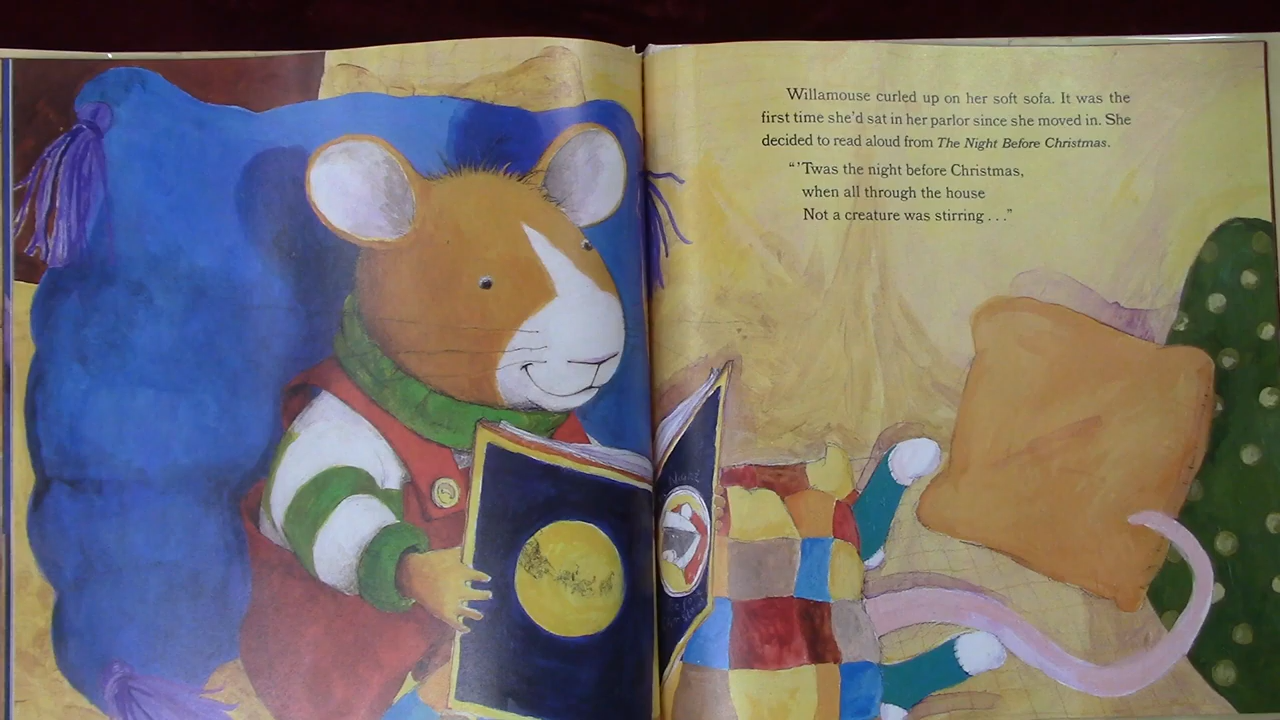 Willamouse curled up on her soft sofa. It was the
first time she'd sat in her parlor since she moved in. She
decided to read aloud from The Night Before Christmas.
"'Twas the night before Christmas,
when all through the house
Not a creature was stirring . . ."
Night